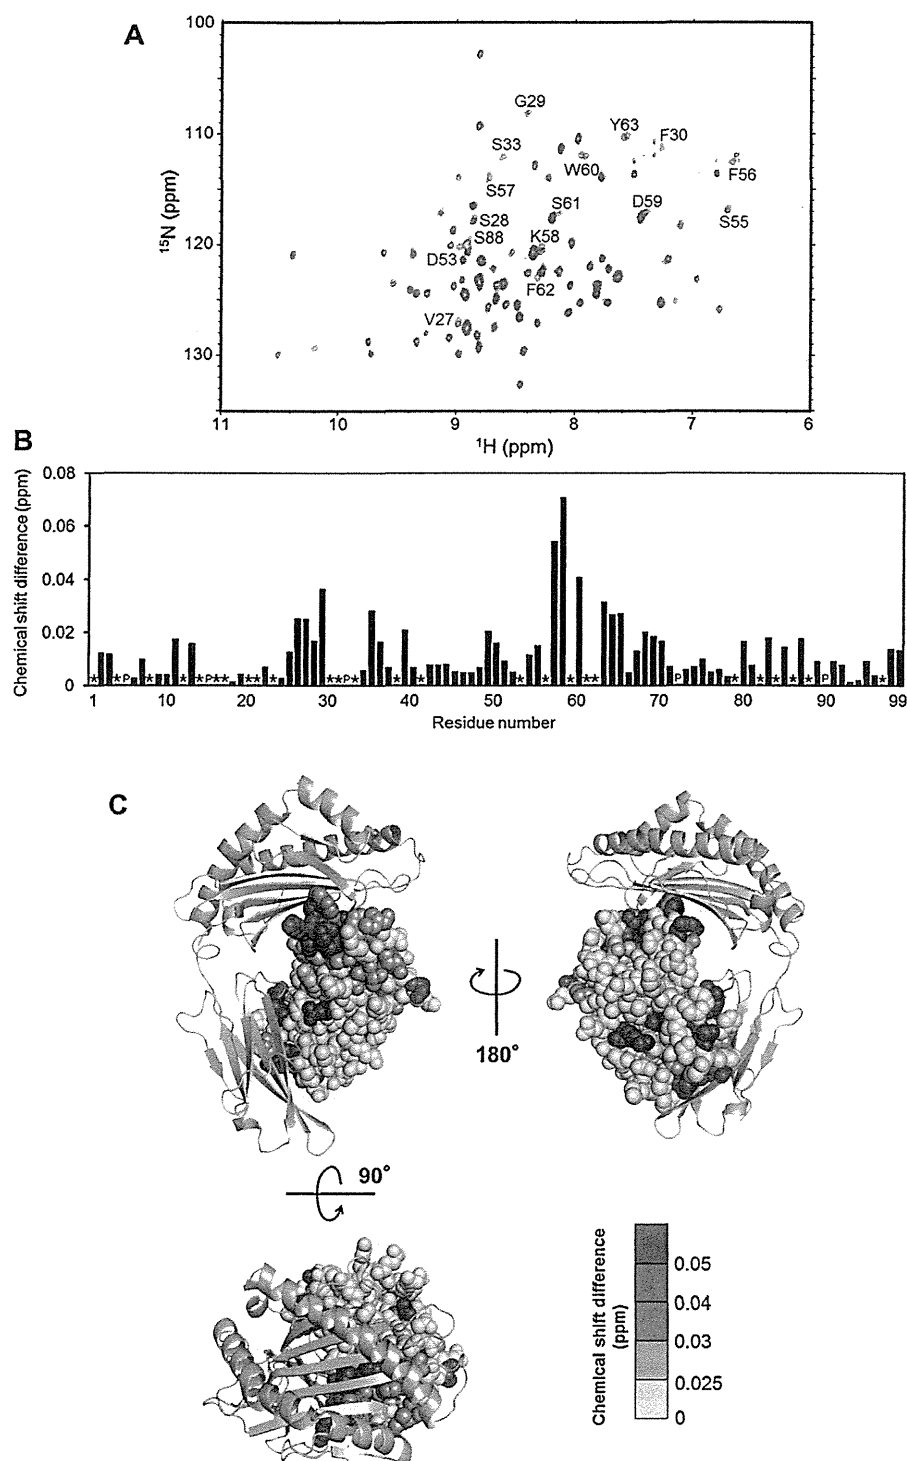 A
100
110
120
130
15N (ppm)
G29
Y63
F30
S33
W60
F56
S57
S61
D59
S55
S28
S88
K58
D53
F62
V27
11 10 9 8 7 6
1H (ppm)
B
Chemical shift difference (ppm)
0.08
0.06
0.04
0.02
0
* * P * * * P * * * * * * * P * * * * * * * P * * * * P *
1 10 20 30 40 50 60 70 80 90 99
Residue number
C
180°
90°
Chemical shift difference
(ppm)
0.05
0.04
0.03
0.025
0